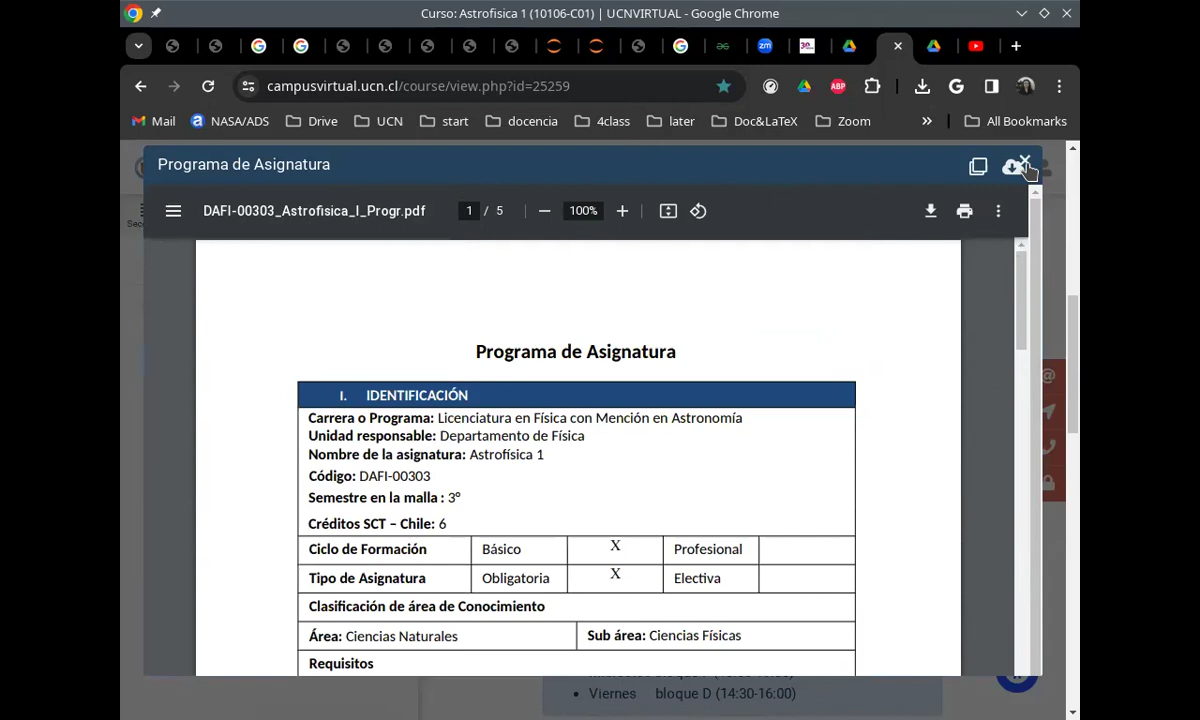 Curso: Astrofisica 1 (10106-C01) | UCNVIRTUAL - Google Chrome
campusvirtual.ucn.cl/course/view.php?id=25259
Mail NASA/ADS Drive UCN start docencia 4class later Doc&LaTeX Zoom » All Bookmarks
Programa de Asignatura
DAFI-00303_Astrofisica_I_Progr.pdf 1 / 5 100%
Programa de Asignatura
I. IDENTIFICACIÓN
Carrera o Programa: Licenciatura en Física con Mención en Astronomía
Unidad responsable: Departamento de Física
Nombre de la asignatura: Astrofísica 1
Código: DAFI-00303
Semestre en la malla : 3°
Créditos SCT – Chile: 6
Ciclo de Formación Básico X Profesional
Tipo de Asignatura Obligatoria X Electiva
Clasificación de área de Conocimiento
Área: Ciencias Naturales Sub área: Ciencias Físicas
Requisitos
• Viernes bloque D (14:30-16:00)